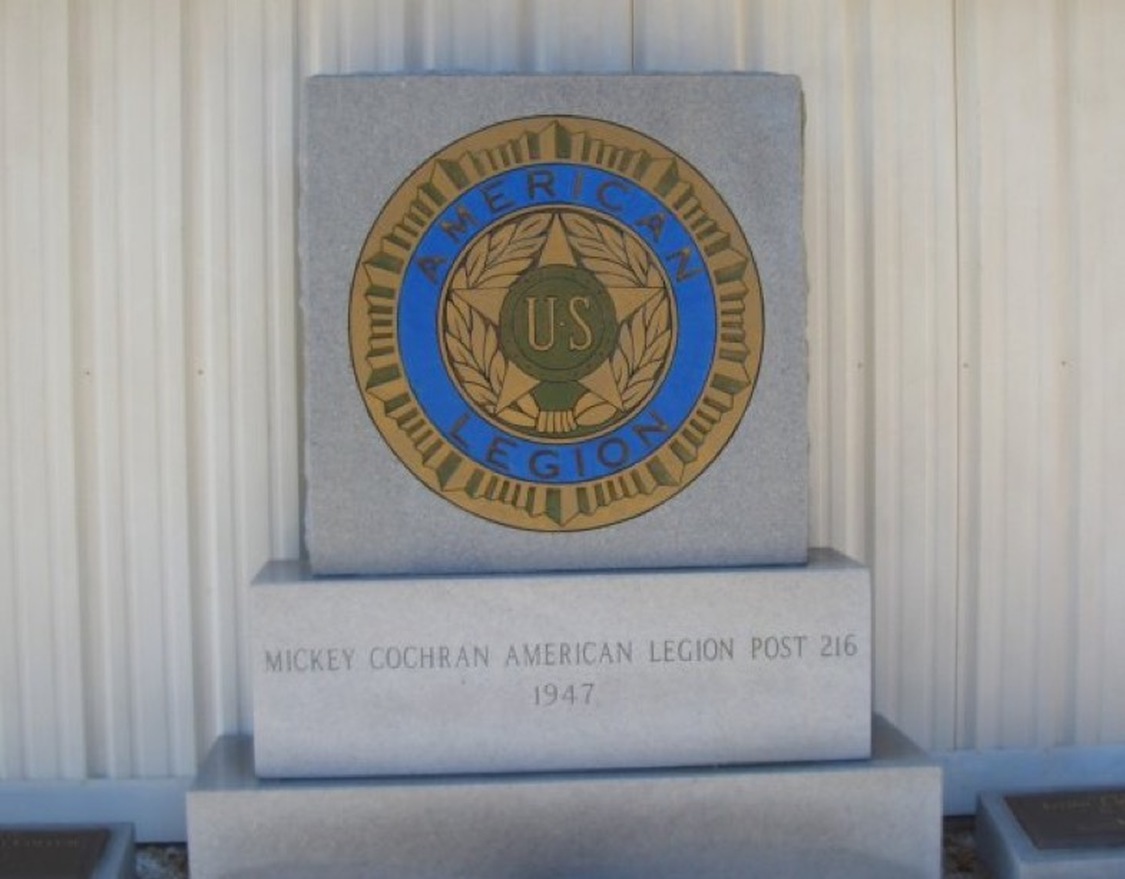 AMERICAN
U·S
LEGION
MICKEY COCHRAN AMERICAN LEGION POST 216
1947